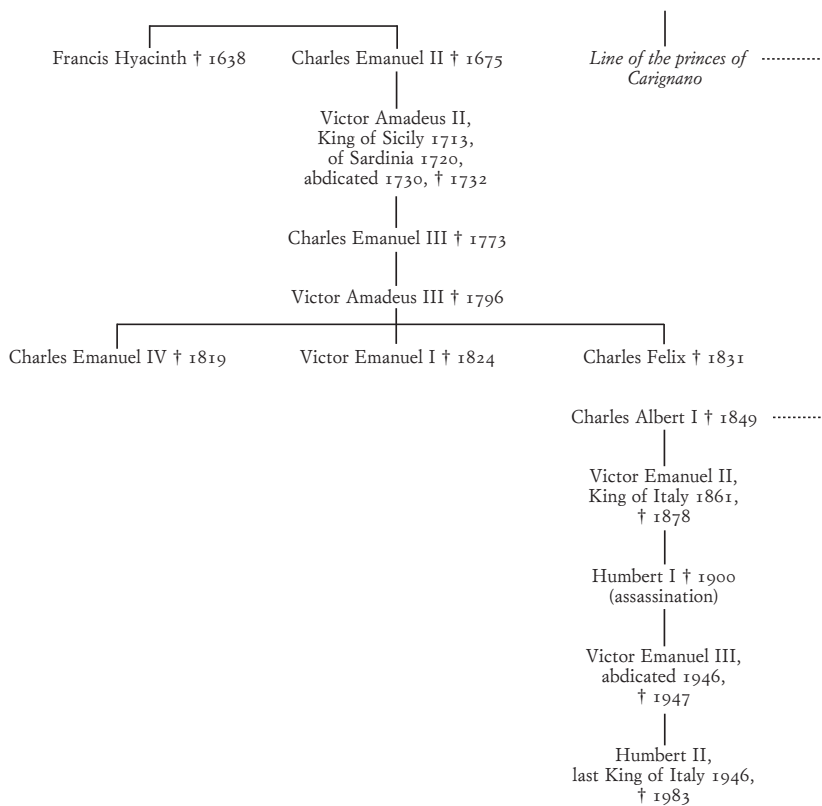 Francis Hyacinth † 1638
Charles Emanuel II † 1675
Line of the princes of
Carignano
Victor Amadeus II,
King of Sicily 1713,
of Sardinia 1720,
abdicated 1730, † 1732
Charles Emanuel III † 1773
Victor Amadeus III † 1796
Charles Emanuel IV † 1819
Victor Emanuel I † 1824
Charles Felix † 1831
Charles Albert I † 1849
Victor Emanuel II,
King of Italy 1861,
† 1878
Humbert I † 1900
(assassination)
Victor Emanuel III,
abdicated 1946,
† 1947
Humbert II,
last King of Italy 1946,
† 1983